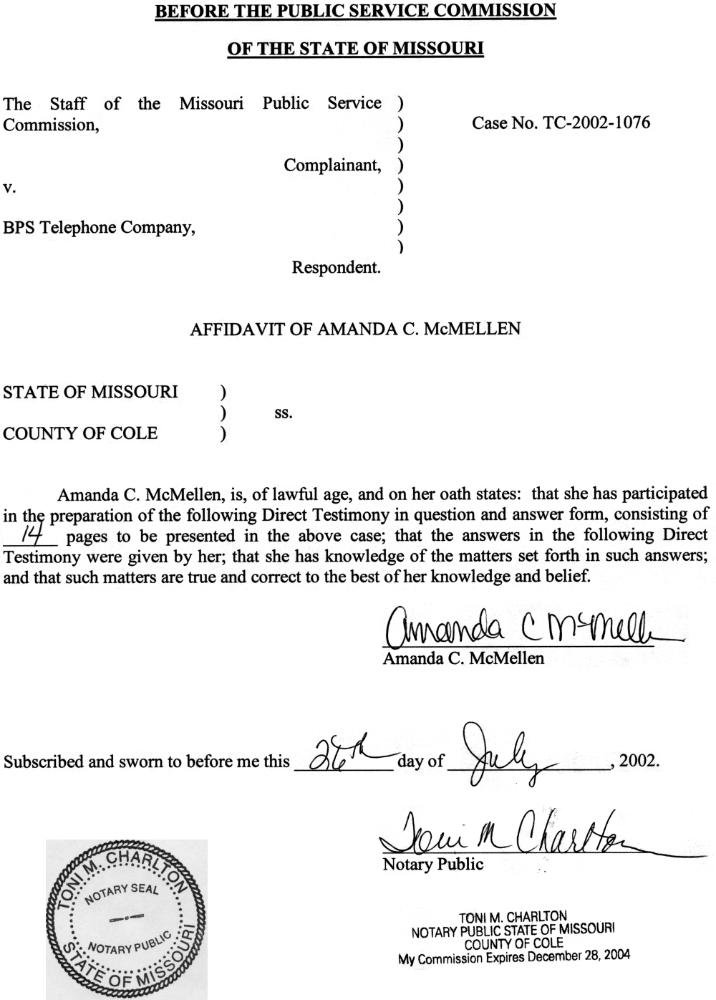 BEFORE THE PUBLIC SERVICE COMMISSION
OF THE STATE OF MISSOURI
The Staff of the Missouri Public Service )
Commission, ) Case No. TC-2002-1076
)
Complainant, )
v. )
)
BPS Telephone Company, )
)
Respondent.
AFFIDAVIT OF AMANDA C. McMELLEN
STATE OF MISSOURI )
) ss.
COUNTY OF COLE )
Amanda C. McMellen, is, of lawful age, and on her oath states: that she has participated
in the preparation of the following Direct Testimony in question and answer form, consisting of
14 pages to be presented in the above case; that the answers in the following Direct
Testimony were given by her; that she has knowledge of the matters set forth in such answers;
and that such matters are true and correct to the best of her knowledge and belief.
Amanda C McMellen
Amanda C. McMellen
Subscribed and sworn to before me this 26th day of July, 2002.
Toni M Charlton
Notary Public
TONI M. CHARLTON
NOTARY SEAL
NOTARY PUBLIC
STATE OF MISSOURI
TONI M. CHARLTON
NOTARY PUBLIC STATE OF MISSOURI
COUNTY OF COLE
My Commission Expires December 28, 2004